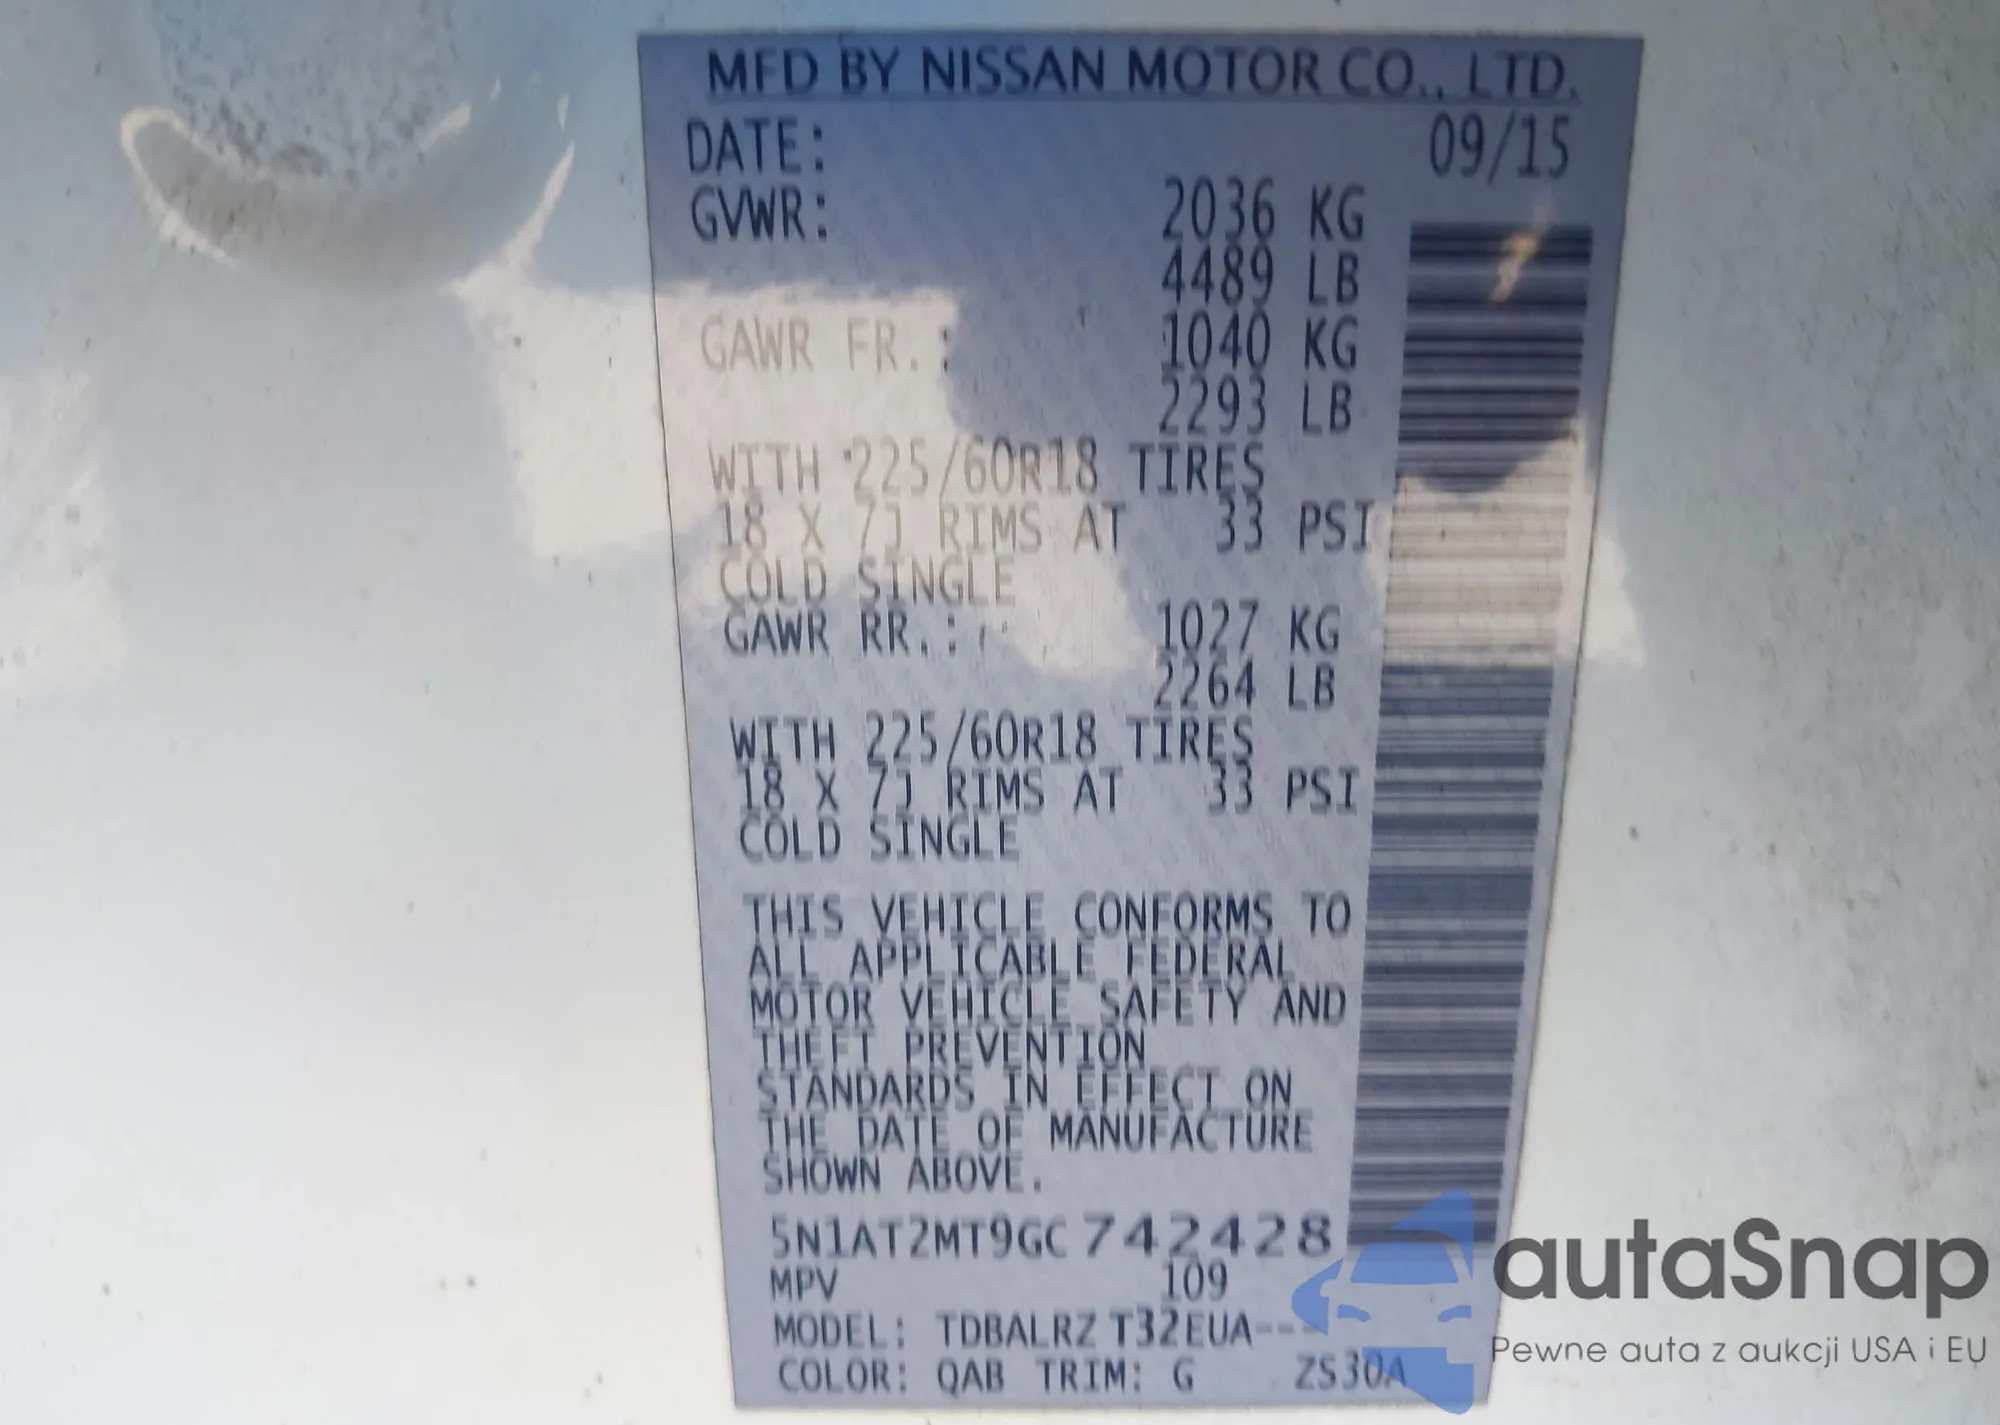 MFD BY NISSAN MOTOR CO., LTD.
DATE: 09/15
GVWR: 2036 KG
4489 LB
GAWR FR.: 1040 KG
2293 LB
WITH 225/60R18 TIRES
18 X 7J RIMS AT 33 PSI
COLD SINGLE
GAWR RR.: 1027 KG
2264 LB
WITH 225/60R18 TIRES
18 X 7J RIMS AT 33 PSI
COLD SINGLE
THIS VEHICLE CONFORMS TO
ALL APPLICABLE FEDERAL
MOTOR VEHICLE SAFETY AND
THEFT PREVENTION
STANDARDS IN EFFECT ON
THE DATE OF MANUFACTURE
SHOWN ABOVE.
5N1AT2MT9GC742428
MPV 109
MODEL: TDBALRZ T32EUA---
COLOR: QAB TRIM: G ZS30A
autaSnap
Pewne auta z aukcji USA i EU